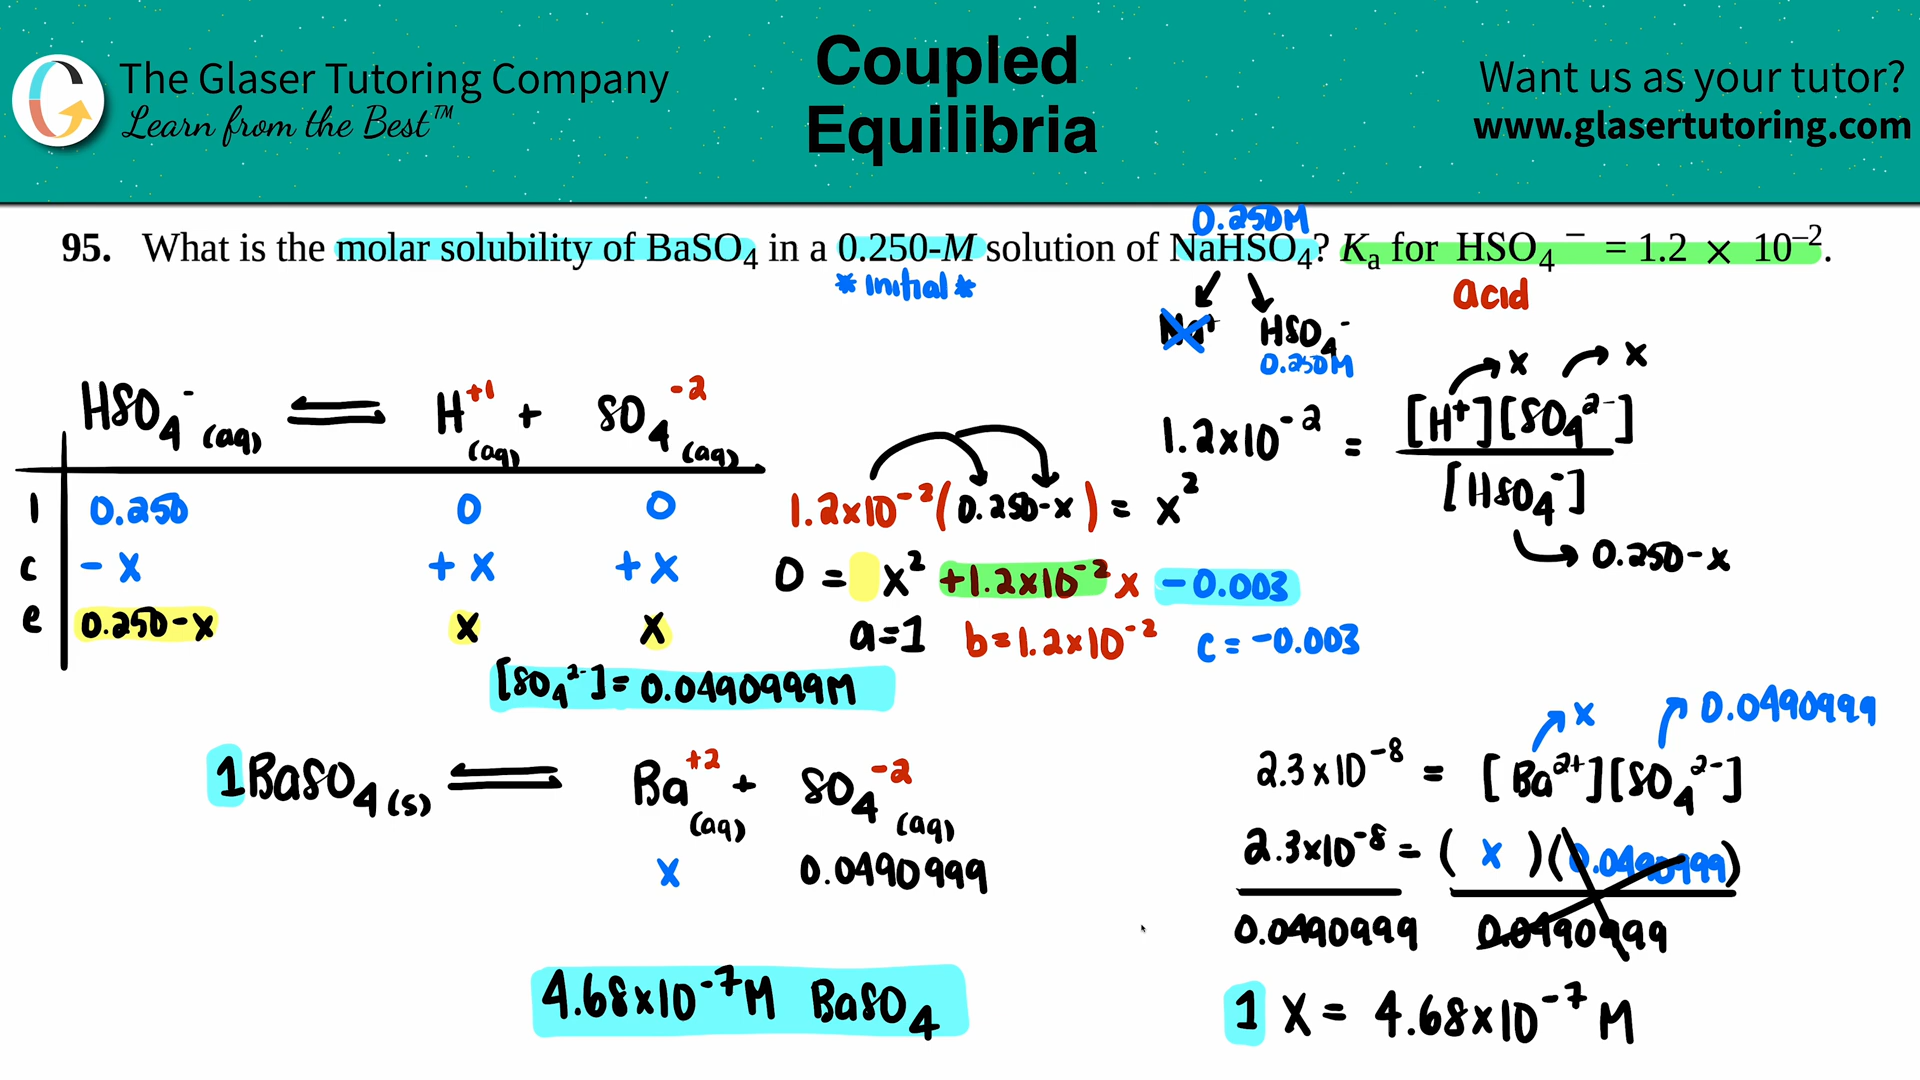 The Glaser Tutoring Company
Learn from the Best™
Coupled
Equilibria
Want us as your tutor?
www.glasertutoring.com
0.250M
95. What is the molar solubility of BaSO₄ in a 0.250-M solution of NaHSO₄? Kₐ for HSO₄⁻ = 1.2 × 10⁻².
* initial *
acid
Na⁺ HSO₄⁻
0.250M
HSO₄⁻(aq) ⇌ H⁺¹(aq) + SO₄⁻²(aq)
I 0.250 0 0
C -x +x +x
e 0.250-x x x
x x
1.2x10⁻² = [H⁺][SO₄²⁻]
[HSO₄⁻]
0.250-x
1.2x10⁻²(0.250-x) = x²
0 = x² +1.2x10⁻²x -0.003
a=1 b=1.2x10⁻² c=-0.003
[SO₄²⁻]=0.0490999M
1BaSO₄(s) ⇌ Ba⁺²(aq) + SO₄⁻²(aq)
x 0.0490999
x 0.0490999
2.3x10⁻⁸ = [Ba²⁺][SO₄²⁻]
2.3x10⁻⁸ = (x)(0.0490999)
0.0490999 0.0490999
1 x = 4.68x10⁻⁷ M
4.68x10⁻⁷M BaSO₄